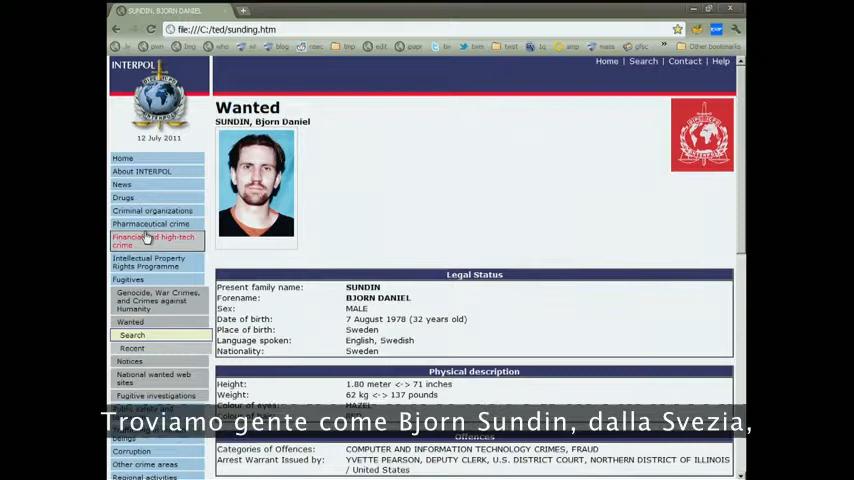 SUNDIN, BJORN DANIEL
file:///C:/ted/sunding.htm
Other bookmarks
Home | Search | Contact | Help
INTERPOL
12 July 2011
Home
About INTERPOL
News
Drugs
Criminal organizations
Pharmaceutical crime
Financial and high-tech
crime
Intellectual Property
Rights Programme
Fugitives
Genocide, War Crimes,
and Crimes against
Humanity
Wanted
Search
Recent
Notices
National wanted web
sites
Fugitive investigations
Corruption
Other crime areas
Regional activities
Wanted
SUNDIN, Bjorn Daniel
Legal Status
Present family name: SUNDIN
Forename: BJORN DANIEL
Sex: MALE
Date of birth: 7 August 1978 (32 years old)
Place of birth: Sweden
Language spoken: English, Swedish
Nationality: Sweden
Physical description
Height: 1.80 meter <-> 71 inches
Weight: 62 kg <-> 137 pounds
Colour of eyes: HAZEL
Troviamo gente come Bjorn Sundin, dalla Svezia,
Offences
Categories of Offences: COMPUTER AND INFORMATION TECHNOLOGY CRIMES, FRAUD
Arrest Warrant Issued by: YVETTE PEARSON, DEPUTY CLERK, U.S. DISTRICT COURT, NORTHERN DISTRICT OF ILLINOIS
/ United States